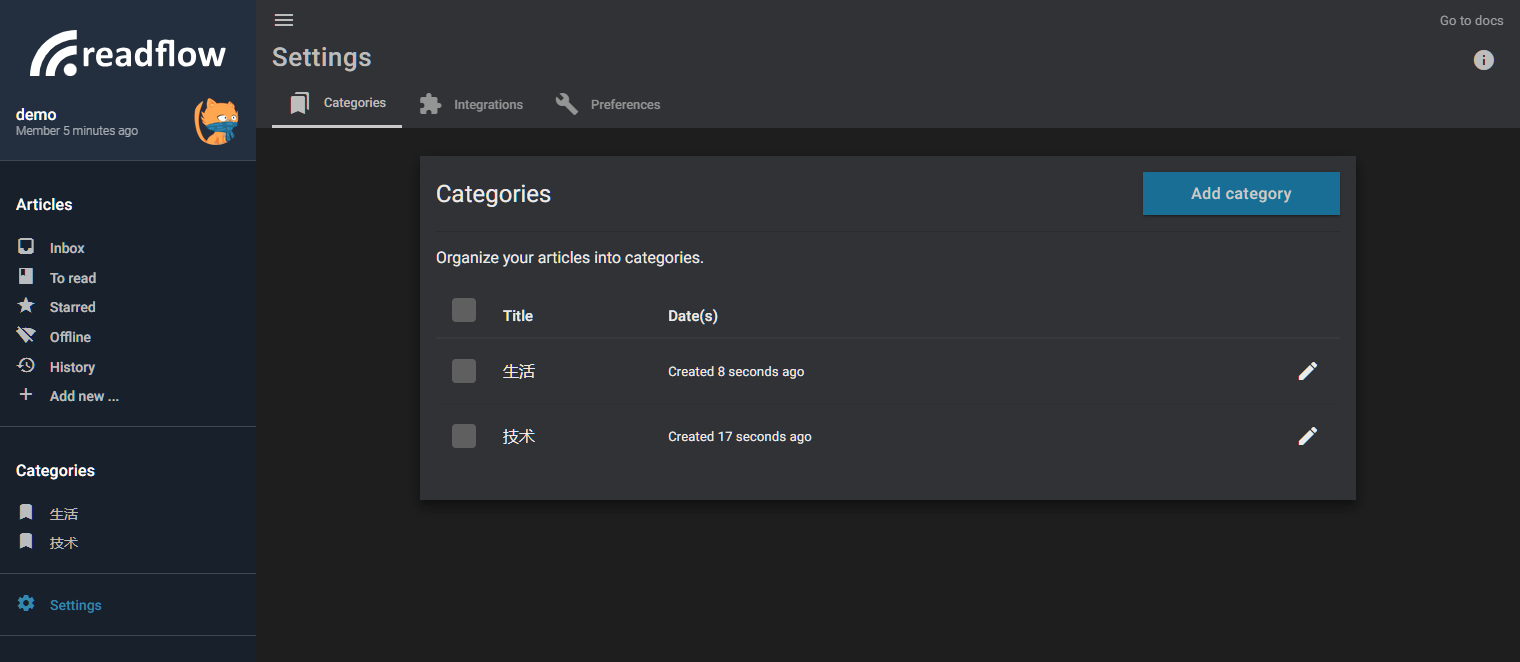 readflow
demo
Member 5 minutes ago
Articles
Inbox
To read
Starred
Offline
History
Add new ...
Categories
生活
技术
Settings
Go to docs
Settings
Categories
Integrations
Preferences
Categories
Add category
Organize your articles into categories.
Title Date(s)
生活 Created 8 seconds ago
技术 Created 17 seconds ago